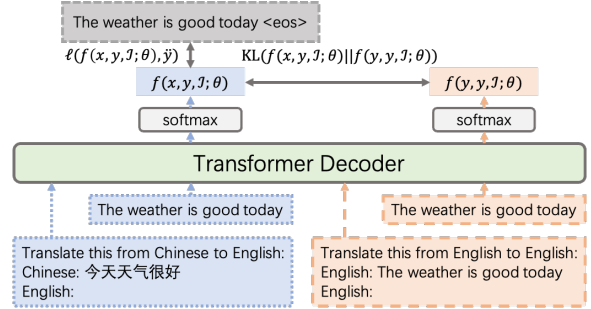 The weather is good today <eos>
ℓ(f(x, y, ℐ; θ), ÿ)
KL(f(x, y, ℐ; θ)||f(y, y, ℐ; θ))
f(x, y, ℐ; θ)
f(y, y, ℐ; θ)
softmax
softmax
Transformer Decoder
The weather is good today
The weather is good today
Translate this from Chinese to English:
Chinese: 今天天气很好
English:
Translate this from English to English:
English: The weather is good today
English: